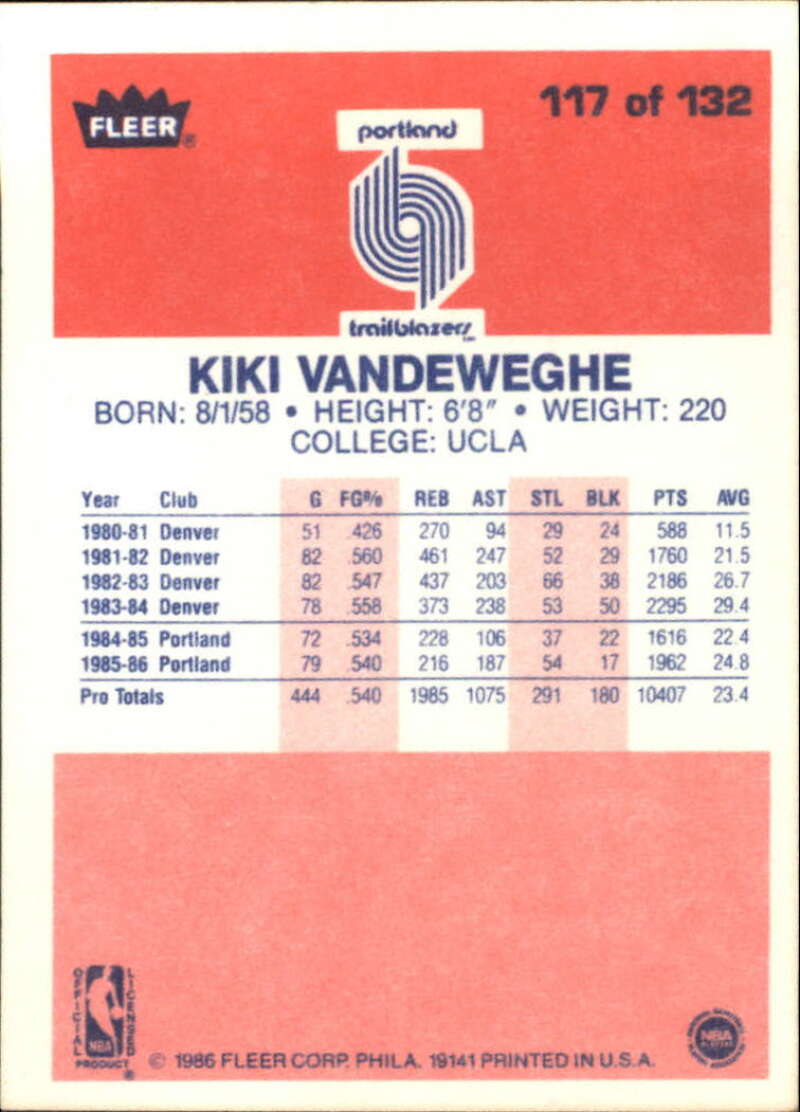 FLEER®
117 of 132
portland
trailblazers
KIKI VANDEWEGHE
BORN: 8/1/58 • HEIGHT: 6'8" • WEIGHT: 220
COLLEGE: UCLA
Year Club G FG% REB AST STL BLK PTS AVG
1980-81 Denver 51 .426 270 94 29 24 588 11.5
1981-82 Denver 82 .560 461 247 52 29 1760 21.5
1982-83 Denver 82 .547 437 203 66 38 2186 26.7
1983-84 Denver 78 .558 373 238 53 50 2295 29.4
1984-85 Portland 72 .534 228 106 37 22 1616 22.4
1985-86 Portland 79 .540 216 187 54 17 1962 24.8
Pro Totals 444 .540 1985 1075 291 180 10407 23.4
OFFICIAL
LICENSED
NBA
PRODUCT®
© 1986 FLEER CORP. PHILA. 19141 PRINTED IN U.S.A.
NBA
PLAYERS